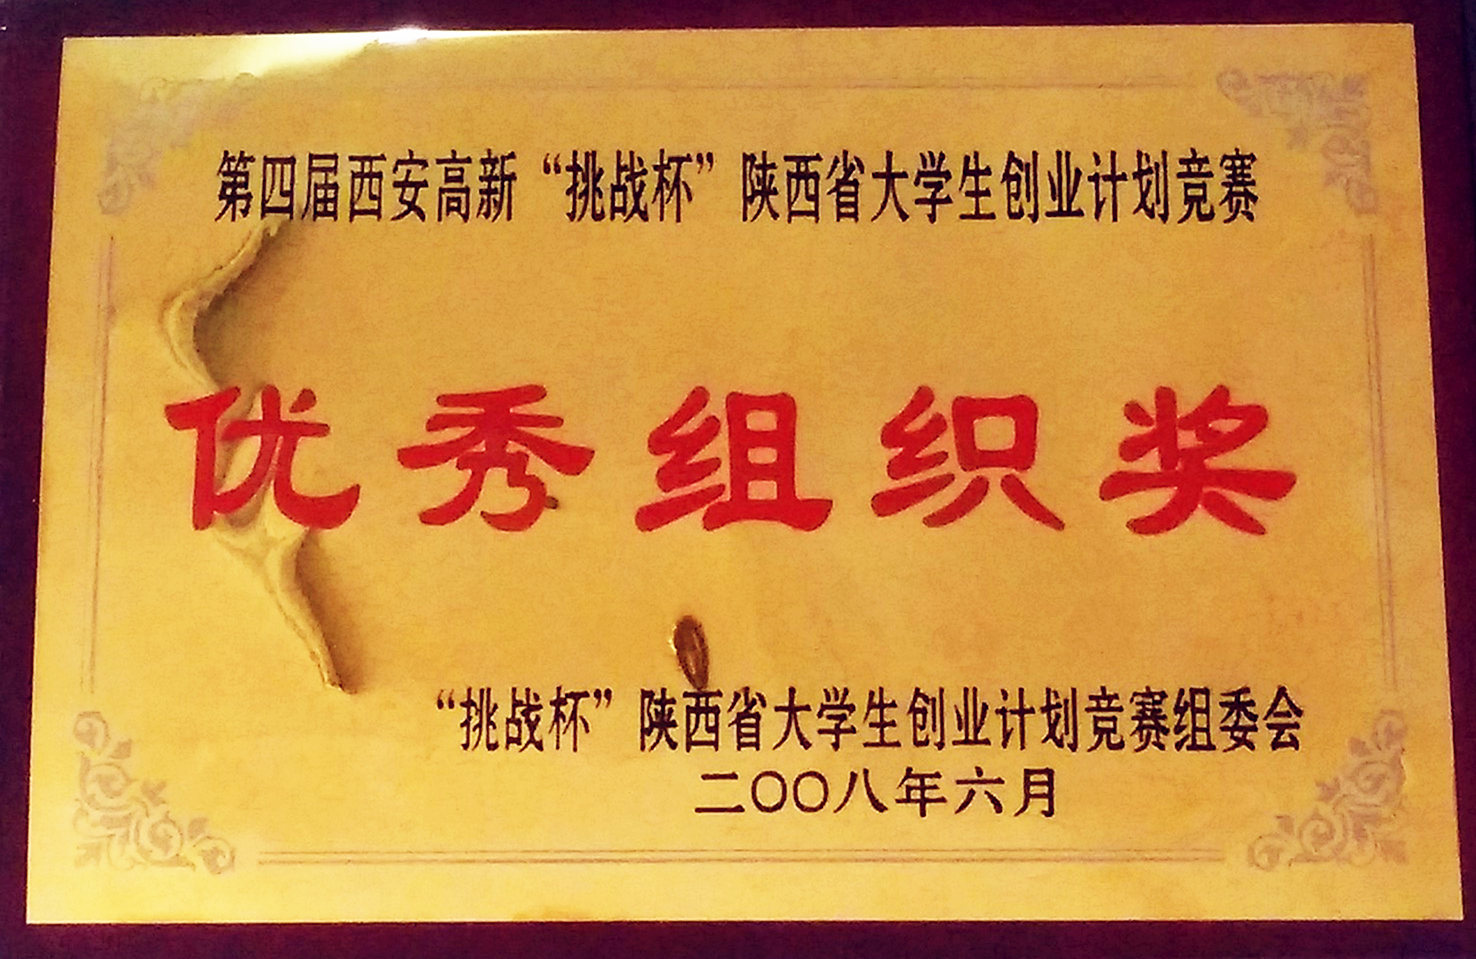 第四届西安高新“挑战杯”陕西省大学生创业计划竞赛
优秀组织奖
“挑战杯”陕西省大学生创业计划竞赛组委会
二〇〇八年六月